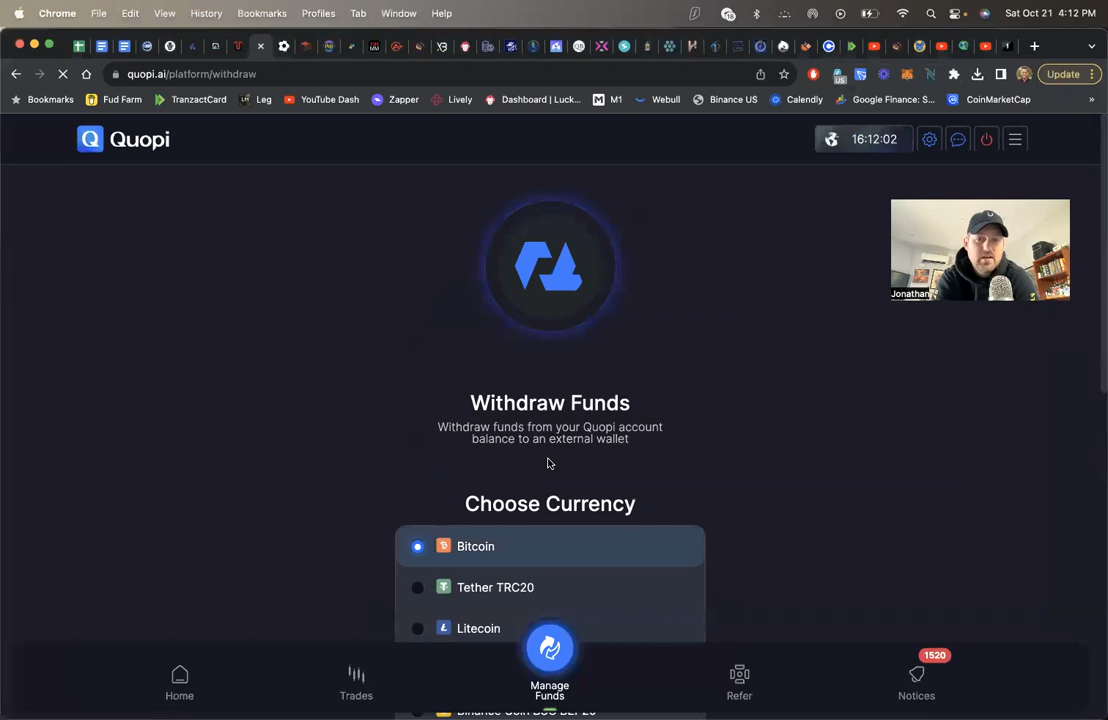 Chrome File Edit View History Bookmarks Profiles Tab Window Help
Sat Oct 21 4:12 PM
quopi.ai/platform/withdraw
Update
Bookmarks Fud Farm TranzactCard Leg YouTube Dash Zapper Lively Dashboard | Luck... M1 Webull Binance US Calendly Google Finance: S... CoinMarketCap »
Quopi
16:12:02
Jonathan
Withdraw Funds
Withdraw funds from your Quopi account
balance to an external wallet
Choose Currency
Bitcoin
Tether TRC20
Litecoin
1520
Home
Trades
Manage
Funds
Refer
Notices